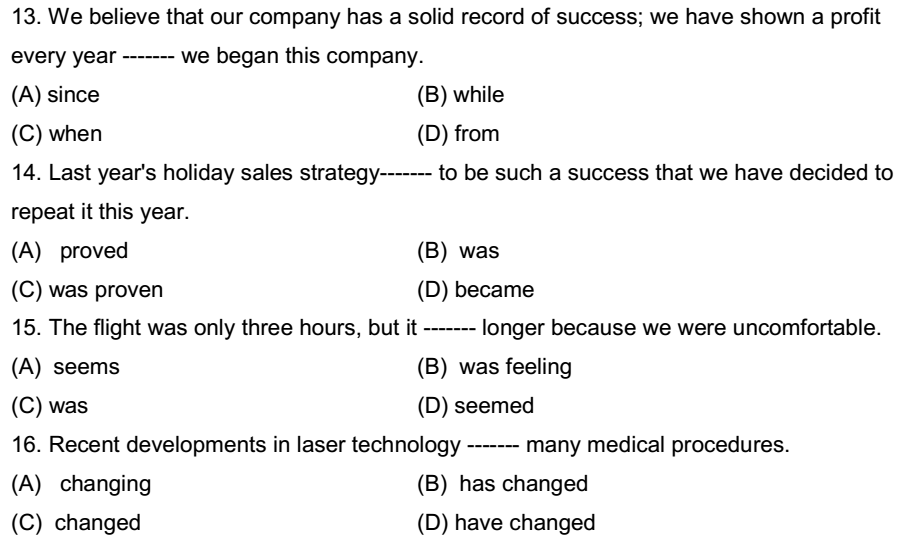 13. We believe that our company has a solid record of success; we have shown a profit
every year ------- we began this company.
(A) since (B) while
(C) when (D) from
14. Last year's holiday sales strategy------- to be such a success that we have decided to
repeat it this year.
(A) proved (B) was
(C) was proven (D) became
15. The flight was only three hours, but it ------- longer because we were uncomfortable.
(A) seems (B) was feeling
(C) was (D) seemed
16. Recent developments in laser technology ------- many medical procedures.
(A) changing (B) has changed
(C) changed (D) have changed